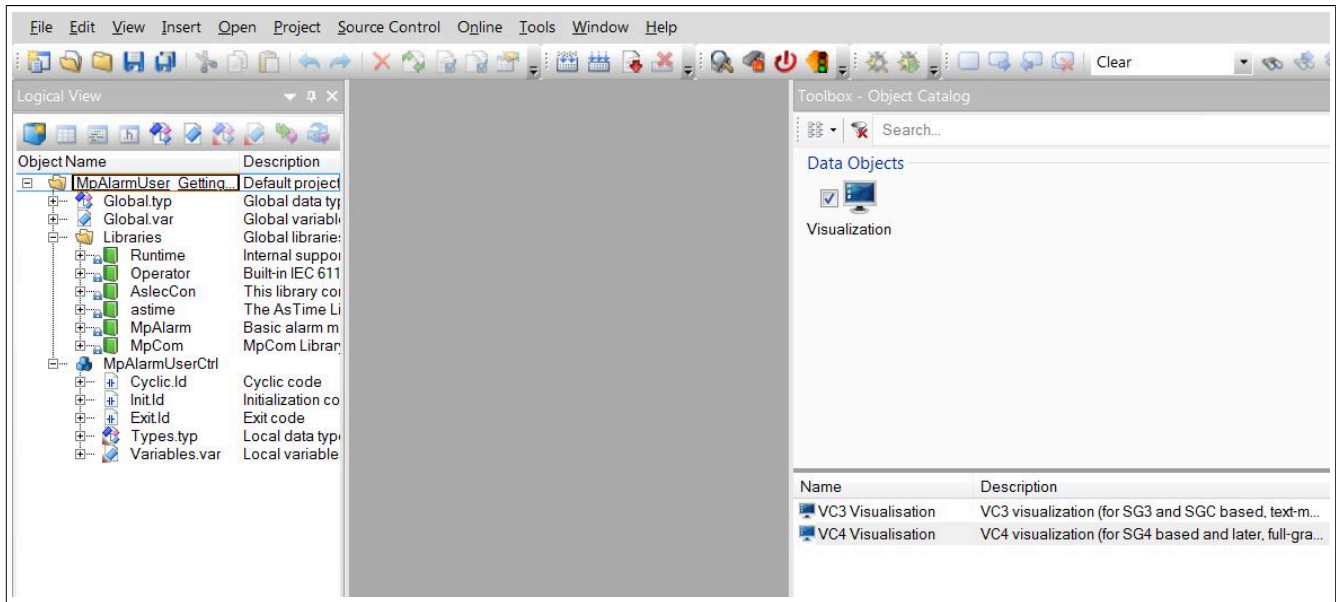 File Edit View Insert Open Project Source Control Online Tools Window Help
Clear
Logical View
Object Name Description
MpAlarmUser_Getting... Default project
Global.typ Global data typ
Global.var Global variabl
Libraries Global libraries
Runtime Internal suppor
Operator Built-in IEC 611
AsIecCon This library con
astime The AsTime Li
MpAlarm Basic alarm m
MpCom MpCom Library
MpAlarmUserCtrl
Cyclic.ld Cyclic code
Init.ld Initialization co
Exit.ld Exit code
Types.typ Local data type
Variables.var Local variable
Toolbox - Object Catalog
Search...
Data Objects
Visualization
Name Description
VC3 Visualisation VC3 visualization (for SG3 and SGC based, text-m...
VC4 Visualisation VC4 visualization (for SG4 based and later, full-gra...